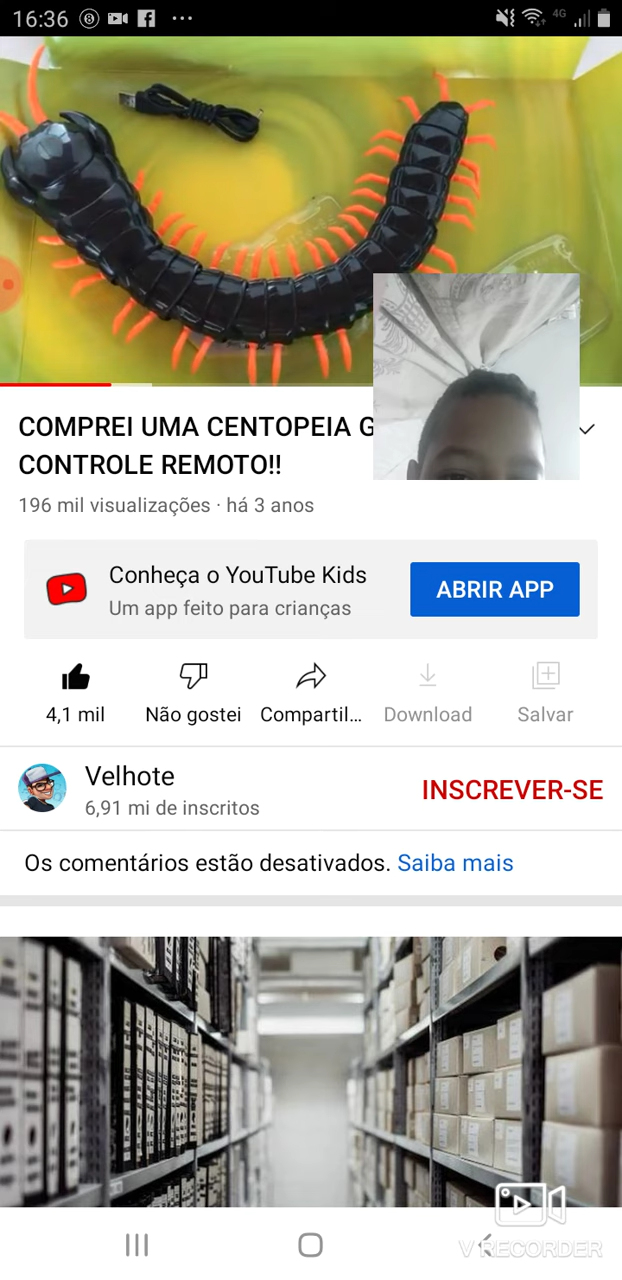 16:36
4G
COMPREI UMA CENTOPEIA G
CONTROLE REMOTO!!
196 mil visualizações · há 3 anos
Conheça o YouTube Kids
Um app feito para crianças
ABRIR APP
4,1 mil
Não gostei
Compartil...
Download
Salvar
Velhote
6,91 mi de inscritos
INSCREVER-SE
Os comentários estão desativados. Saiba mais
V RECORDER